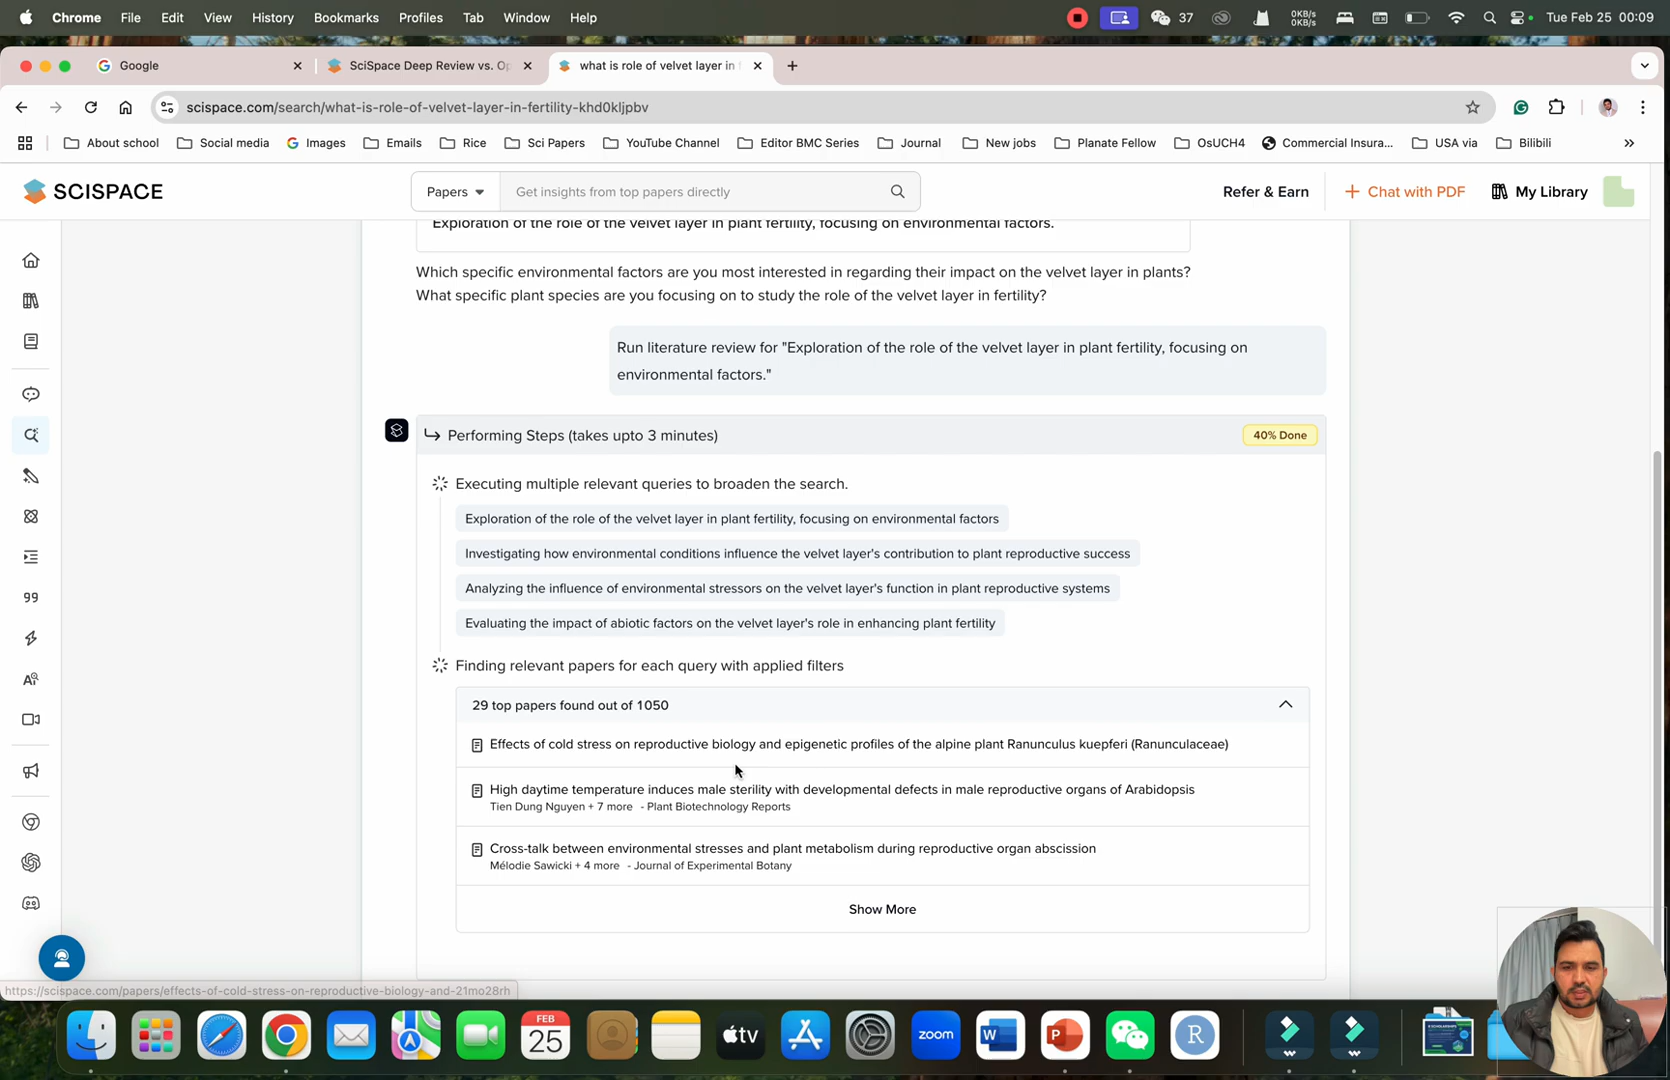 Chrome File Edit View History Bookmarks Profiles Tab Window Help 37 0KB/s 0KB/s Tue Feb 25 00:09
Google SciSpace Deep Review vs. Op what is role of velvet layer in
scispace.com/search/what-is-role-of-velvet-layer-in-fertility-khd0kljpbv
About school Social media Images Emails Rice Sci Papers YouTube Channel Editor BMC Series Journal New jobs Planate Fellow OsUCH4 Commercial Insura... USA via Bilibili
SCISPACE Papers Get insights from top papers directly Refer & Earn Chat with PDF My Library
Exploration of the role of the velvet layer in plant fertility, focusing on environmental factors.
Which specific environmental factors are you most interested in regarding their impact on the velvet layer in plants?
What specific plant species are you focusing on to study the role of the velvet layer in fertility?
Run literature review for "Exploration of the role of the velvet layer in plant fertility, focusing on
environmental factors."
Performing Steps (takes upto 3 minutes) 40% Done
Executing multiple relevant queries to broaden the search.
Exploration of the role of the velvet layer in plant fertility, focusing on environmental factors
Investigating how environmental conditions influence the velvet layer's contribution to plant reproductive success
Analyzing the influence of environmental stressors on the velvet layer's function in plant reproductive systems
Evaluating the impact of abiotic factors on the velvet layer's role in enhancing plant fertility
Finding relevant papers for each query with applied filters
29 top papers found out of 1050
Effects of cold stress on reproductive biology and epigenetic profiles of the alpine plant Ranunculus kuepferi (Ranunculaceae)
High daytime temperature induces male sterility with developmental defects in male reproductive organs of Arabidopsis
Tien Dung Nguyen + 7 more - Plant Biotechnology Reports
Cross-talk between environmental stresses and plant metabolism during reproductive organ abscission
Mélodie Sawicki + 4 more - Journal of Experimental Botany
Show More
https://scispace.com/papers/effects-of-cold-stress-on-reproductive-biology-and-21mo28rh
FEB
25
tv
zoom
W
P
R